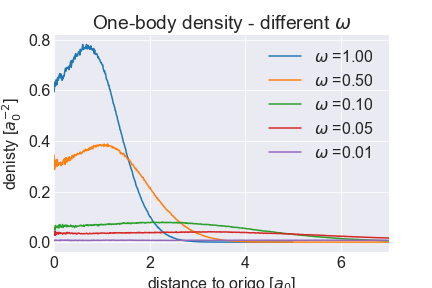 One-body density - different ω
denisty [a₀⁻²]
0.8
0.6
0.4
0.2
0.0
0 2 4 6
distance to origo [a₀]
ω =1.00
ω =0.50
ω =0.10
ω =0.05
ω =0.01